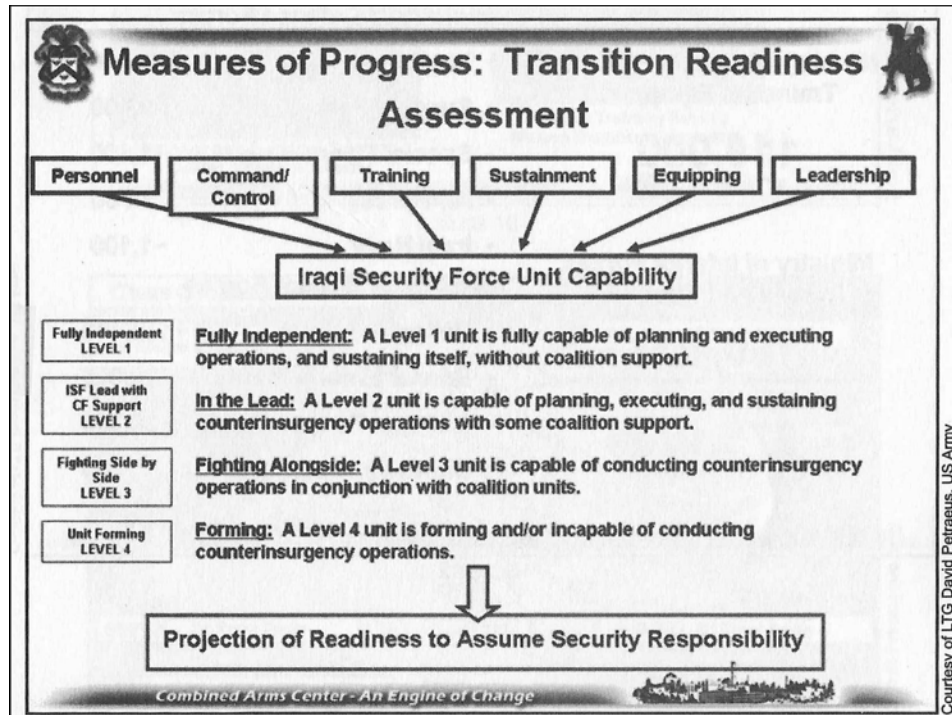 Measures of Progress: Transition Readiness
Assessment
Personnel
Command/
Control
Training
Sustainment
Equipping
Leadership
Iraqi Security Force Unit Capability
Fully Independent
LEVEL 1
Fully Independent: A Level 1 unit is fully capable of planning and executing
operations, and sustaining itself, without coalition support.
ISF Lead with
CF Support
LEVEL 2
In the Lead: A Level 2 unit is capable of planning, executing, and sustaining
counterinsurgency operations with some coalition support.
Fighting Side by
Side
LEVEL 3
Fighting Alongside: A Level 3 unit is capable of conducting counterinsurgency
operations in conjunction with coalition units.
Unit Forming
LEVEL 4
Forming: A Level 4 unit is forming and/or incapable of conducting
counterinsurgency operations.
Projection of Readiness to Assume Security Responsibility
Combined Arms Center - An Engine of Change
Courtesy of LTG David Petraeus, US Army